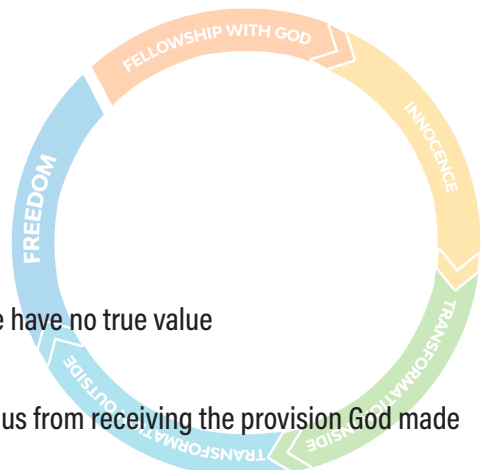 FELLOWSHIP WITH GOD
INNOCENCE
TRANSFORMATION INSIDE
TRANSFORMATION OUTSIDE
FREEDOM
e have no true value
us from receiving the provision God made